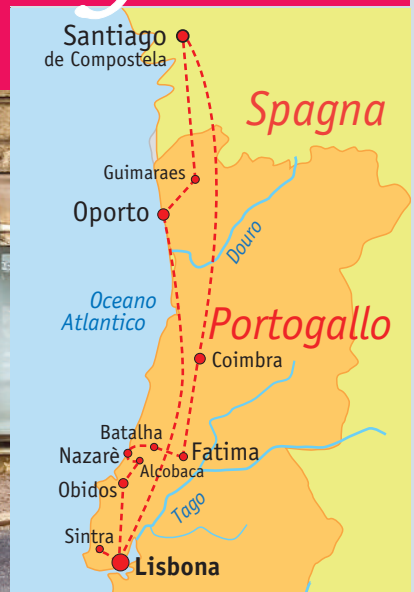 Santiago
de Compostela
Spagna
Guimaraes
Oporto
Douro
Oceano
Atlantico
Portogallo
Coimbra
Batalha
Nazarè
Fatima
Alcobaca
Obidos
Tago
Sintra
Lisbona